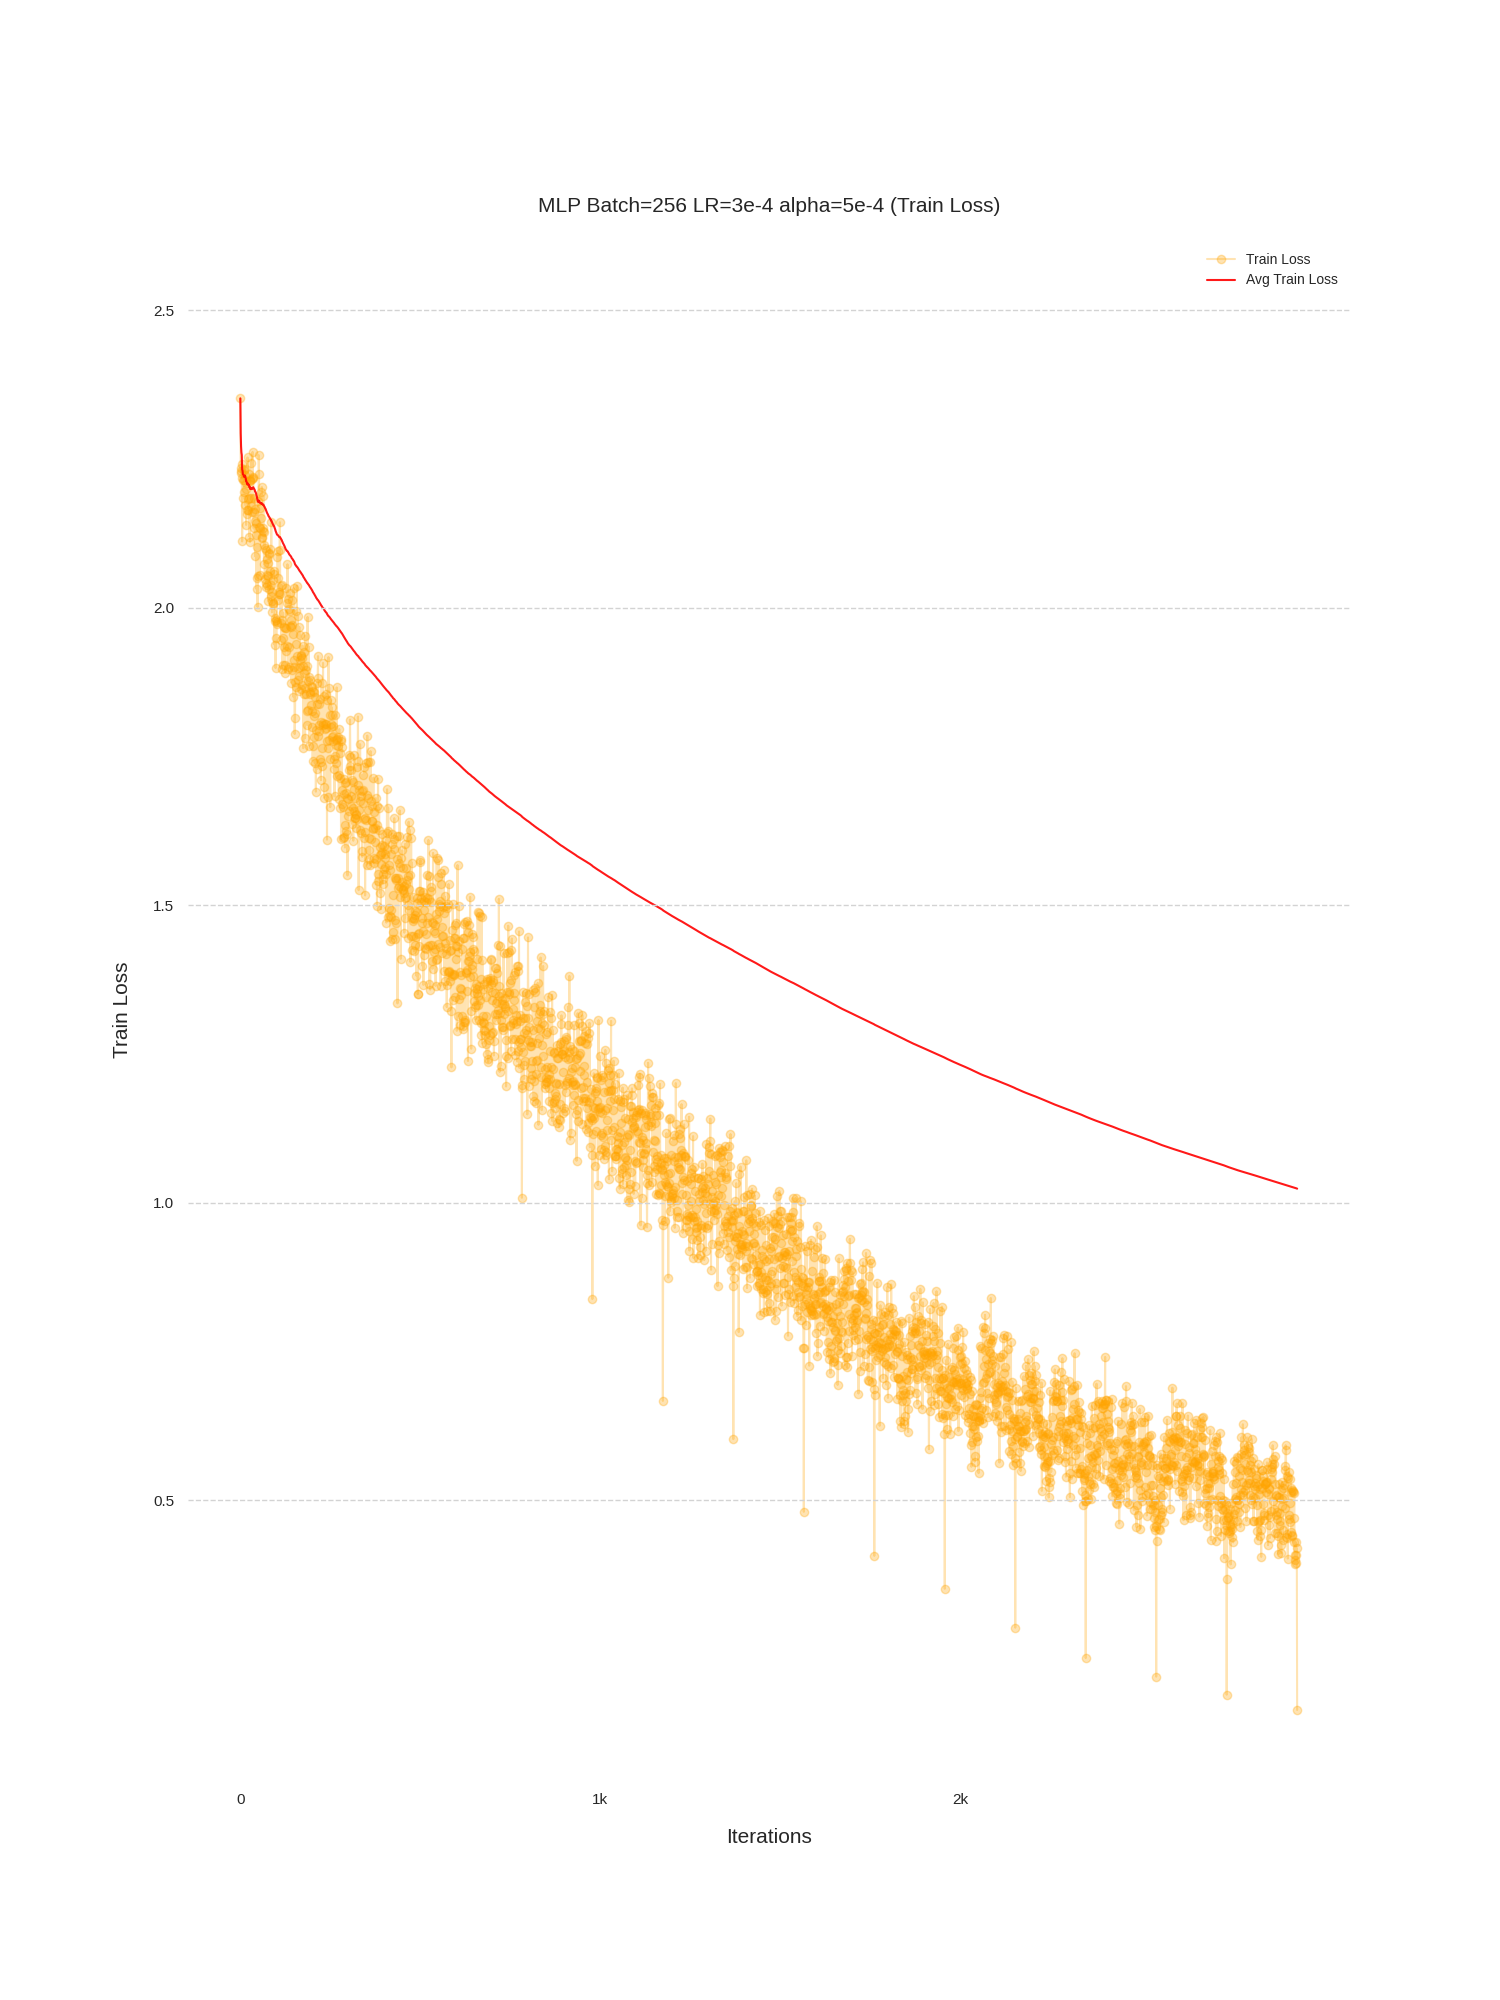 MLP Batch=256 LR=3e-4 alpha=5e-4 (Train Loss)
Train Loss
Avg Train Loss
2.5
2.0
1.5
1.0
0.5
Train Loss
0
1k
2k
Iterations